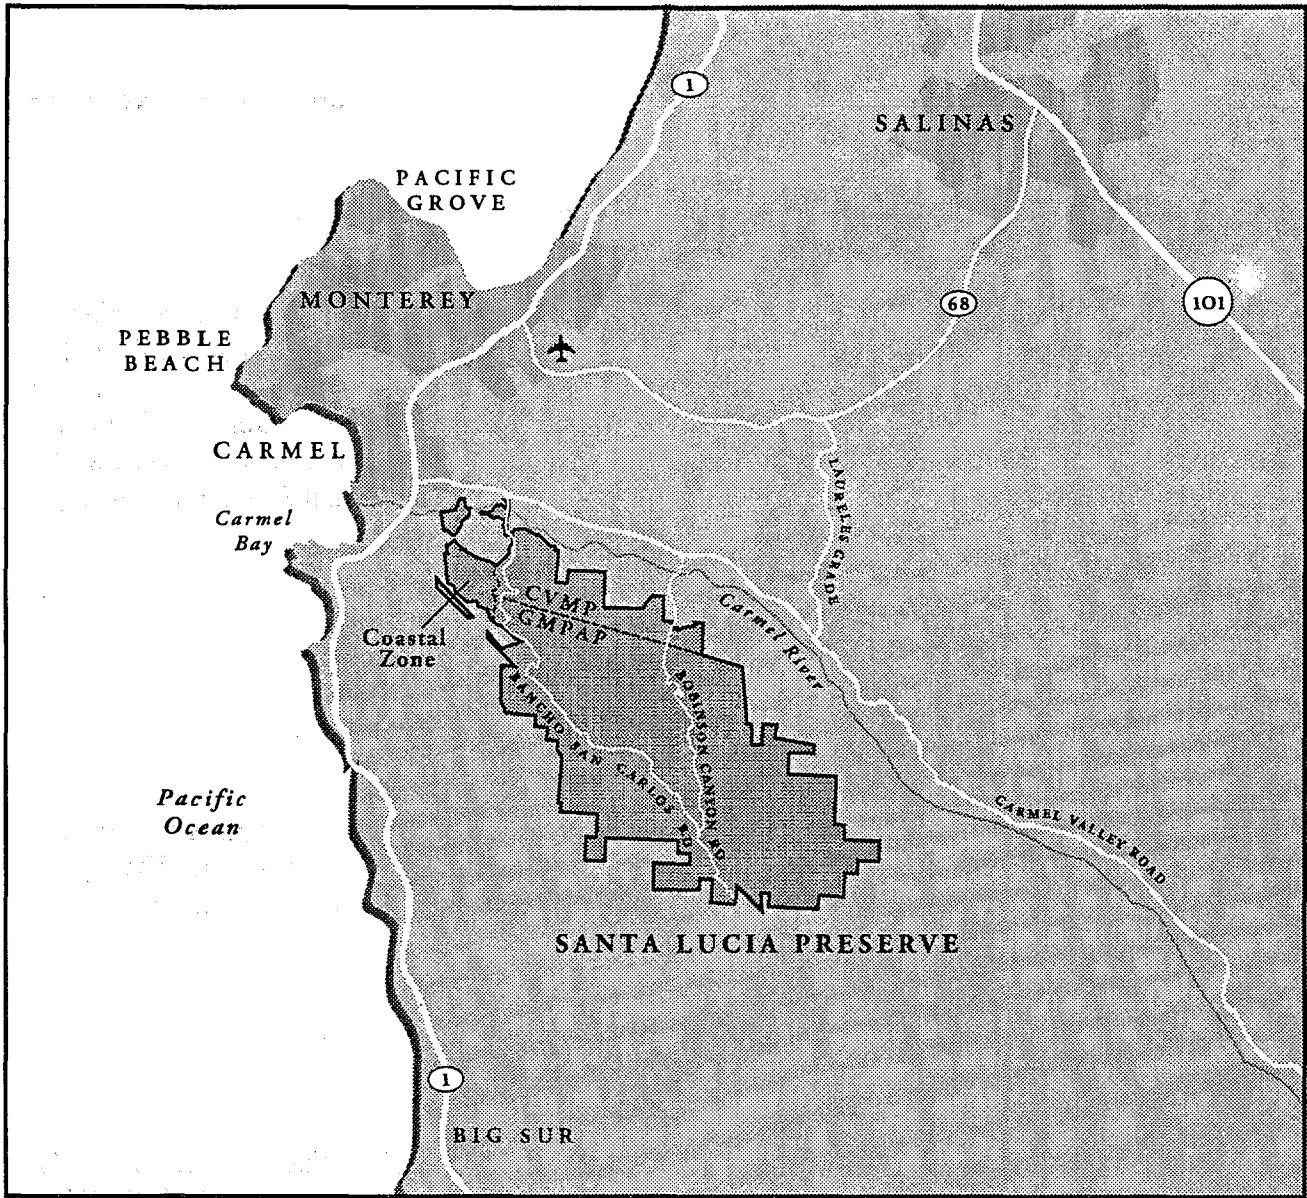 1
SALINAS
PACIFIC
GROVE
MONTEREY
68
101
PEBBLE
BEACH
CARMEL
LAURELES GRADE
Carmel
Bay
CVMP
GMPAP
Carmel River
Coastal
Zone
RANCHO SAN CARLOS RD
ROBINSON CANYON RD
Pacific
Ocean
CARMEL VALLEY ROAD
SANTA LUCIA PRESERVE
1
BIG SUR